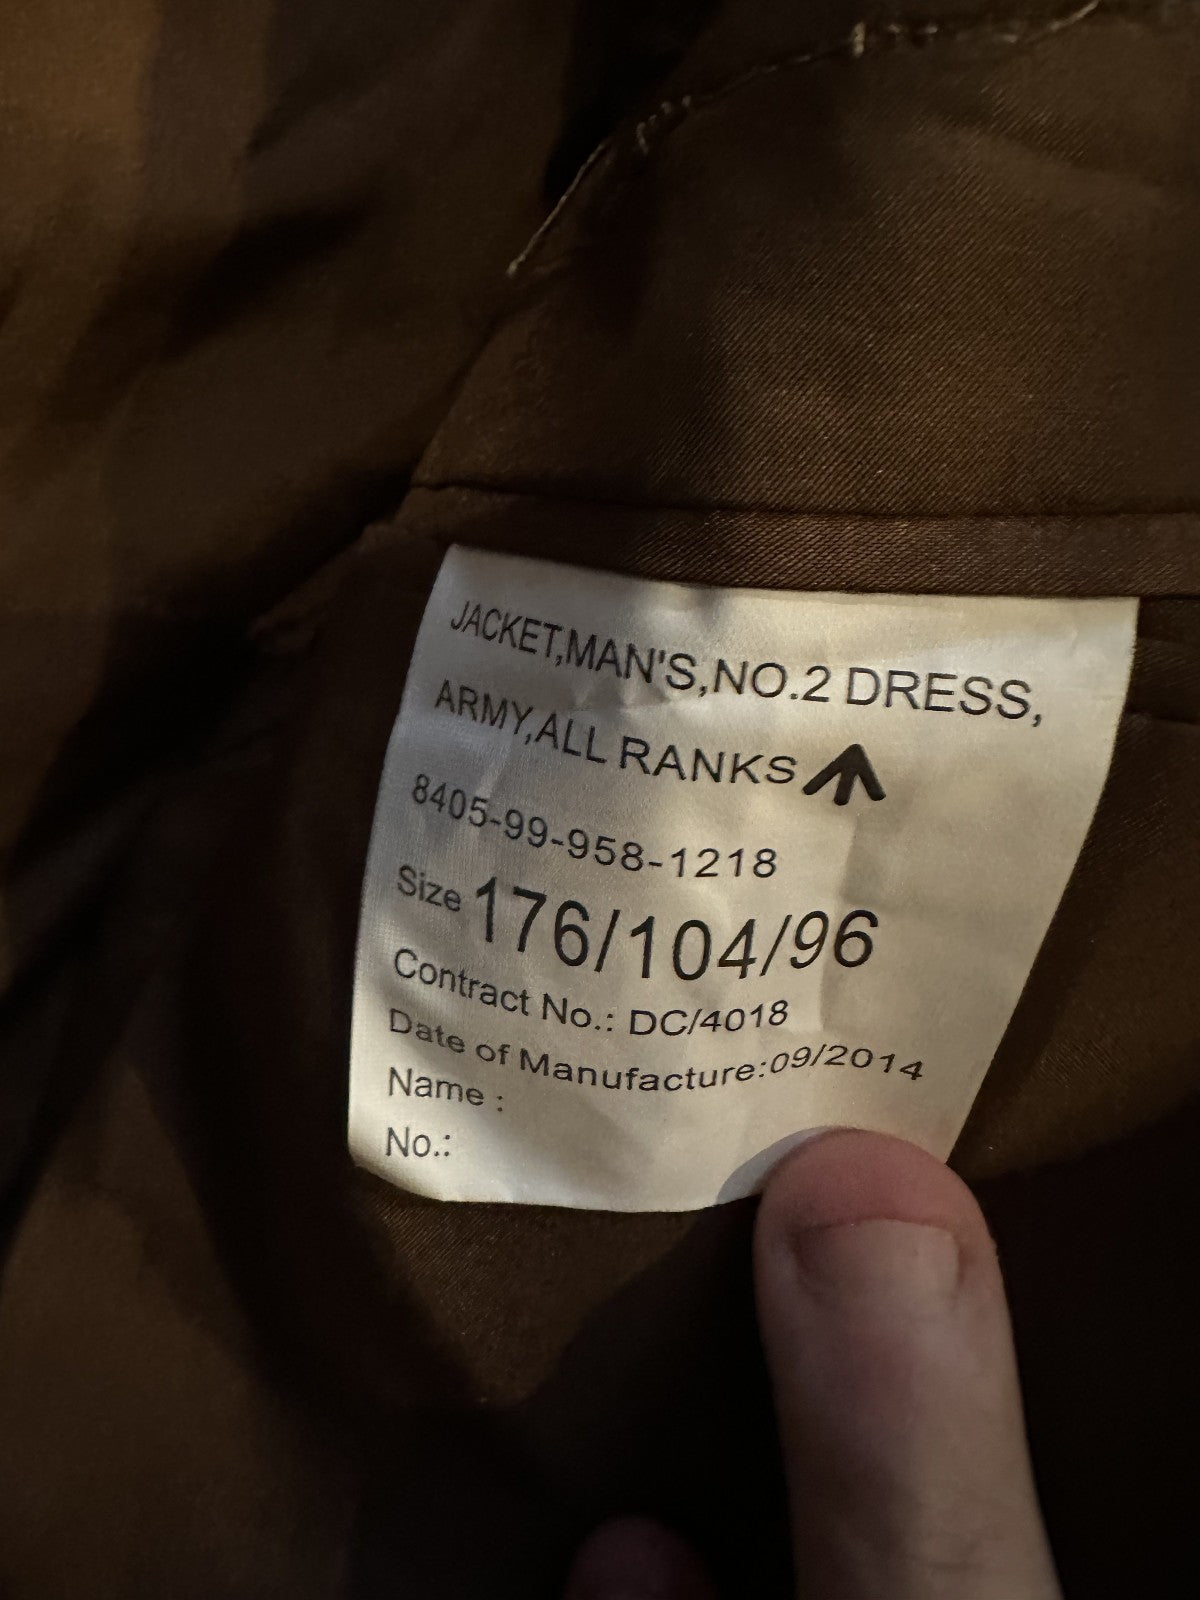 JACKET,MAN'S,NO.2 DRESS,
ARMY,ALL RANKS
8405-99-958-1218
Size 176/104/96
Contract No.: DC/4018
Date of Manufacture:09/2014
Name :
No.: